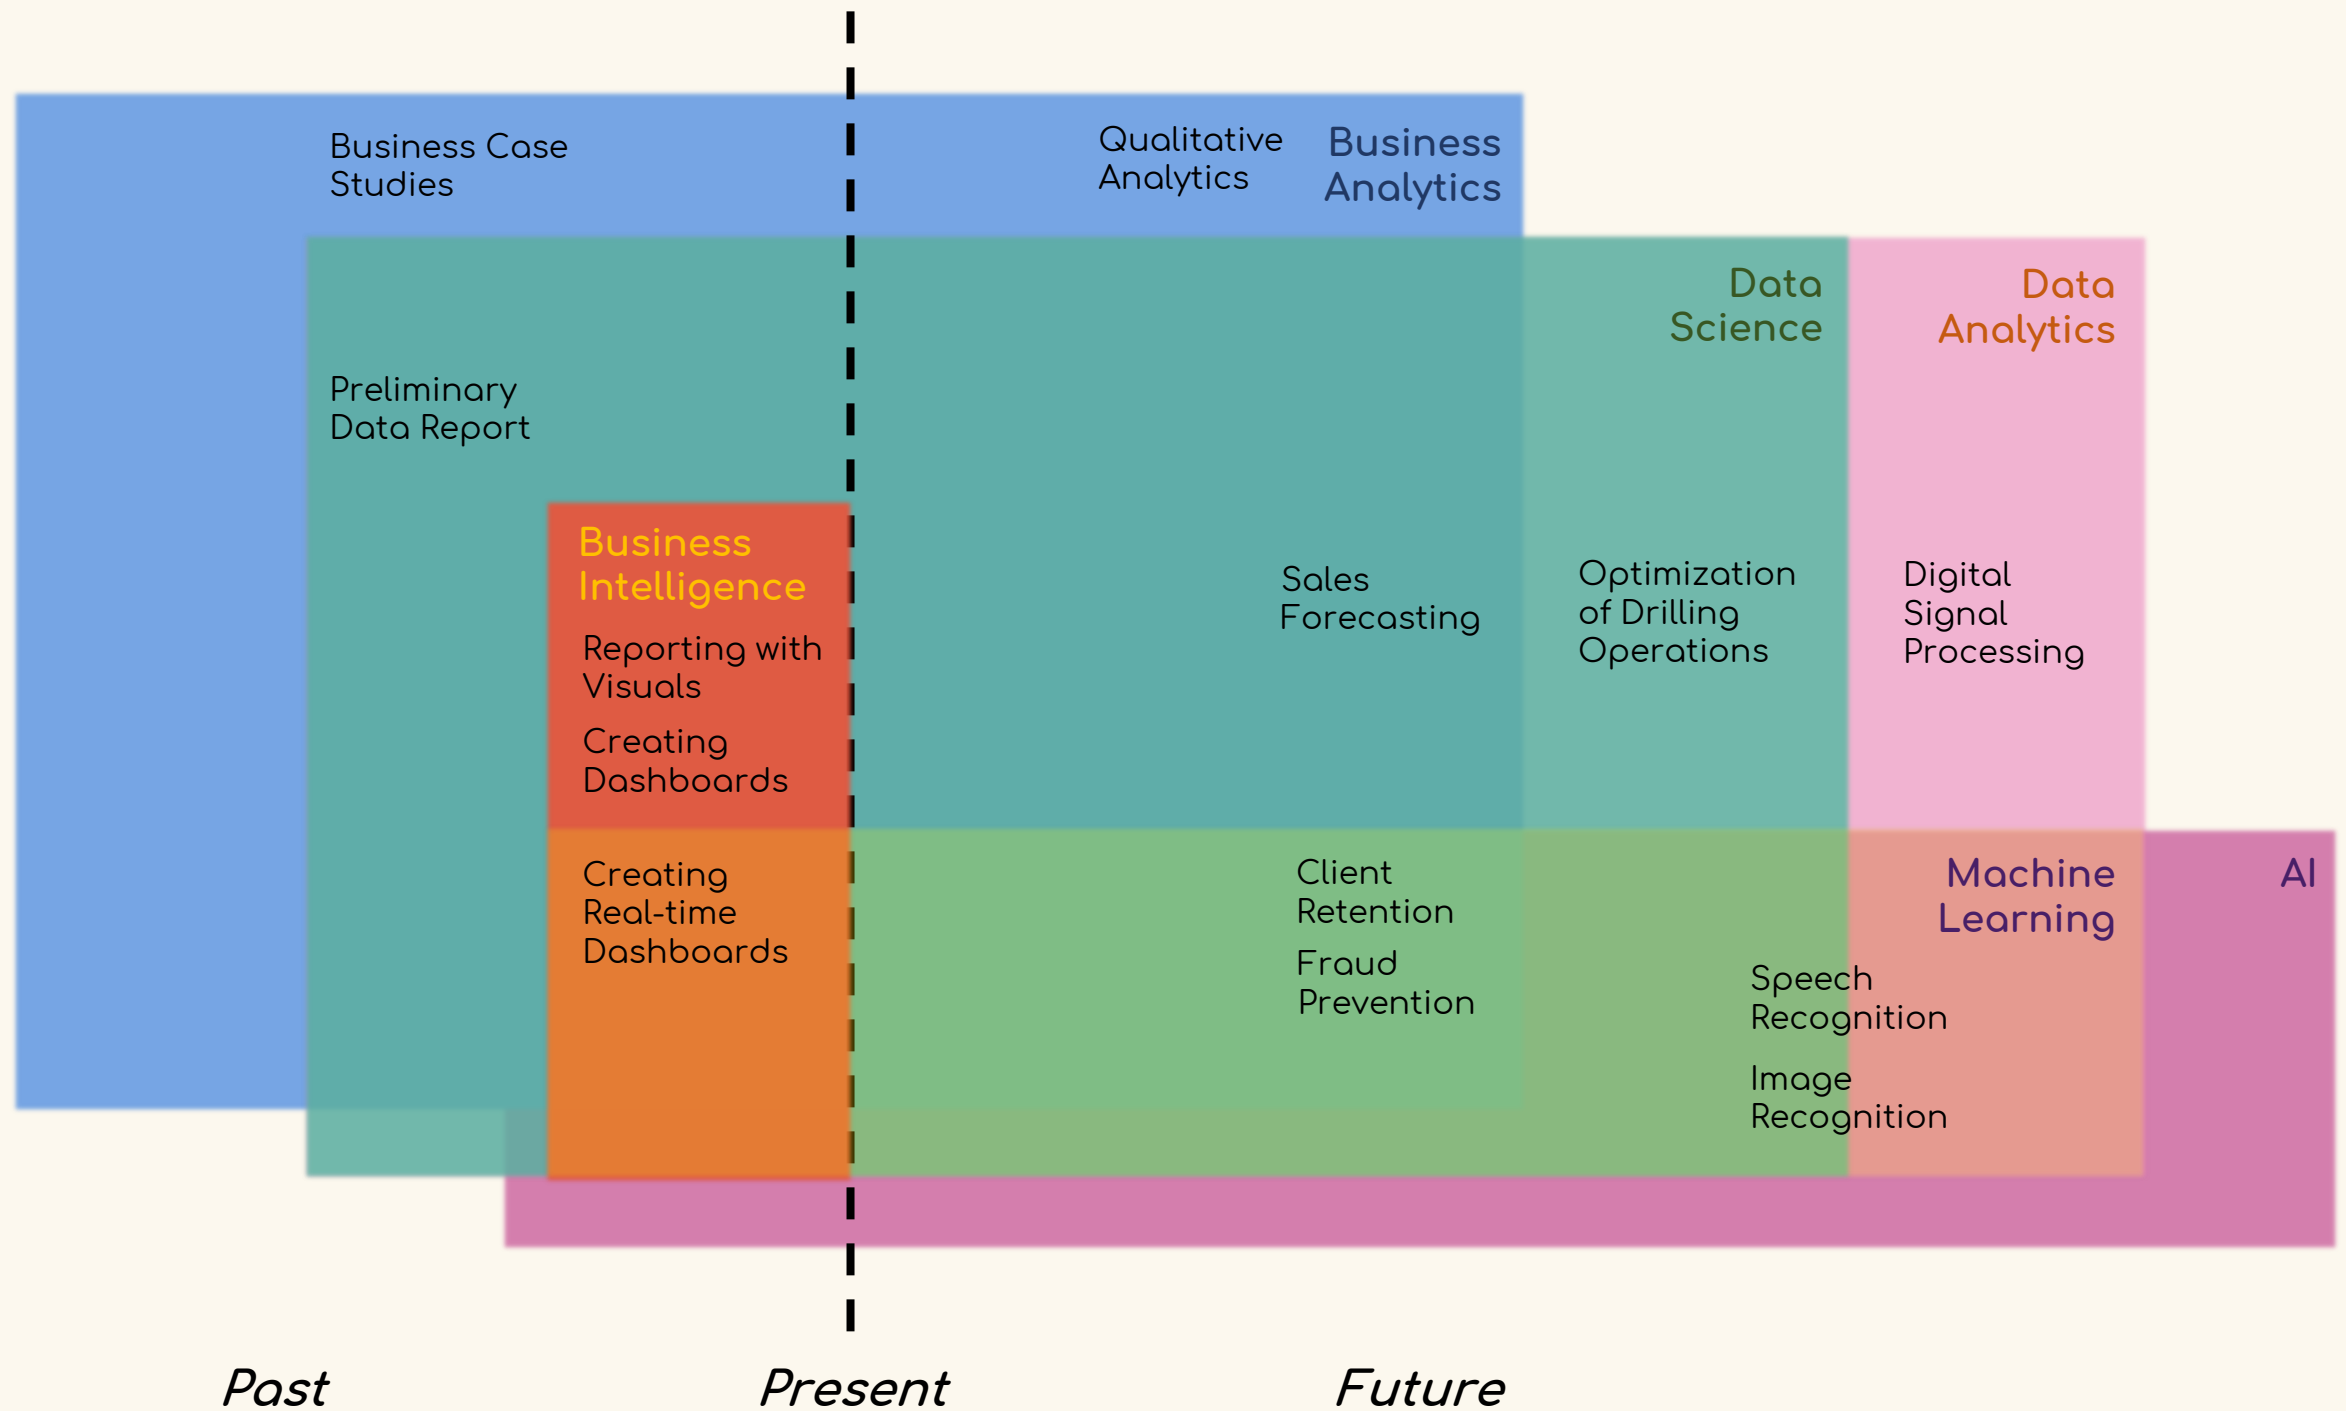 Business Case
Studies
Qualitative
Analytics
Business
Analytics
Data
Science
Data
Analytics
Preliminary
Data Report
Business
Intelligence
Reporting with
Visuals
Creating
Dashboards
Sales
Forecasting
Optimization
of Drilling
Operations
Digital
Signal
Processing
Creating
Real-time
Dashboards
Client
Retention
Fraud
Prevention
Machine
Learning
AI
Speech
Recognition
Image
Recognition
Past
Present
Future